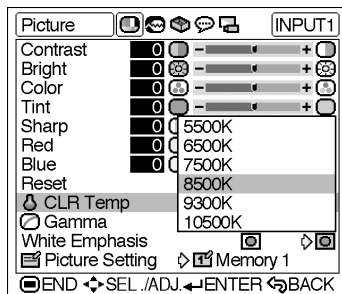 Picture INPUT1
Contrast 0 - +
Bright 0 - +
Color 0 - +
Tint 0 - +
Sharp 0 5500K
Red 0 6500K
Blue 0 7500K
Reset 8500K
CLR Temp 9300K
Gamma 10500K
White Emphasis
Picture Setting Memory 1
END SEL./ADJ. ENTER BACK